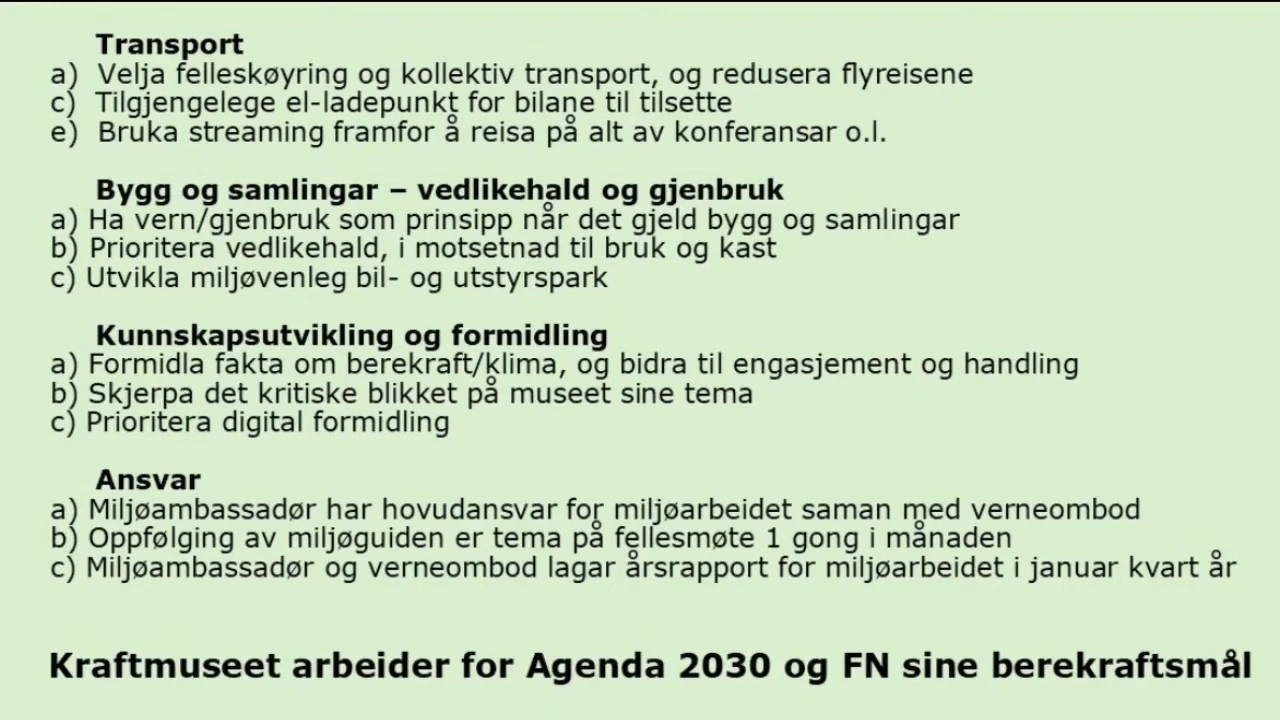 Transport
a) Velja felleskøyring og kollektiv transport, og redusera flyreisene
c) Tilgjengelege el-ladepunkt for bilane til tilsette
e) Bruka streaming framfor å reisa på alt av konferansar o.l.
Bygg og samlingar – vedlikehald og gjenbruk
a) Ha vern/gjenbruk som prinsipp når det gjeld bygg og samlingar
b) Prioritera vedlikehald, i motsetnad til bruk og kast
c) Utvikla miljøvenleg bil- og utstyrspark
Kunnskapsutvikling og formidling
a) Formidla fakta om berekraft/klima, og bidra til engasjement og handling
b) Skjerpa det kritiske blikket på museet sine tema
c) Prioritera digital formidling
Ansvar
a) Miljøambassadør har hovudansvar for miljøarbeidet saman med verneombod
b) Oppfølging av miljøguiden er tema på fellesmøte 1 gong i månaden
c) Miljøambassadør og verneombod lagar årsrapport for miljøarbeidet i januar kvart år
Kraftmuseet arbeider for Agenda 2030 og FN sine berekraftsmål